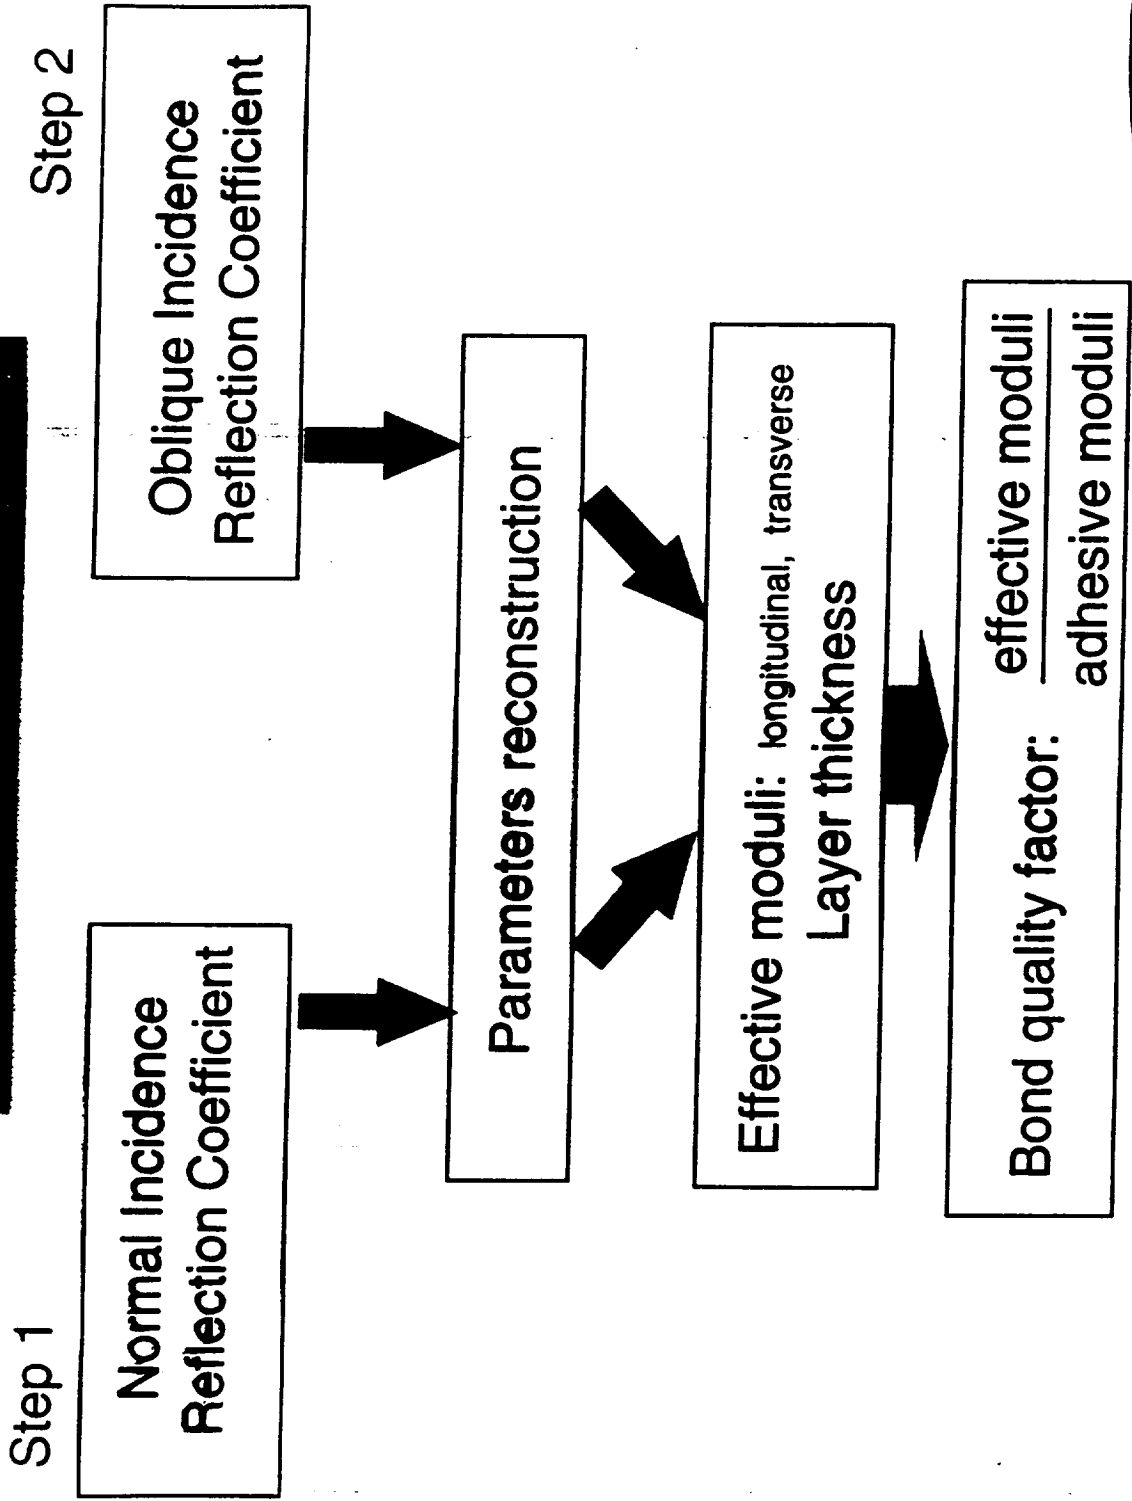 Step 1
Step 2
Normal Incidence
Reflection Coefficient
Oblique Incidence
Reflection Coefficient
Parameters reconstruction
Effective moduli: longitudinal, transverse
Layer thickness
Bond quality factor:
effective moduli
adhesive moduli